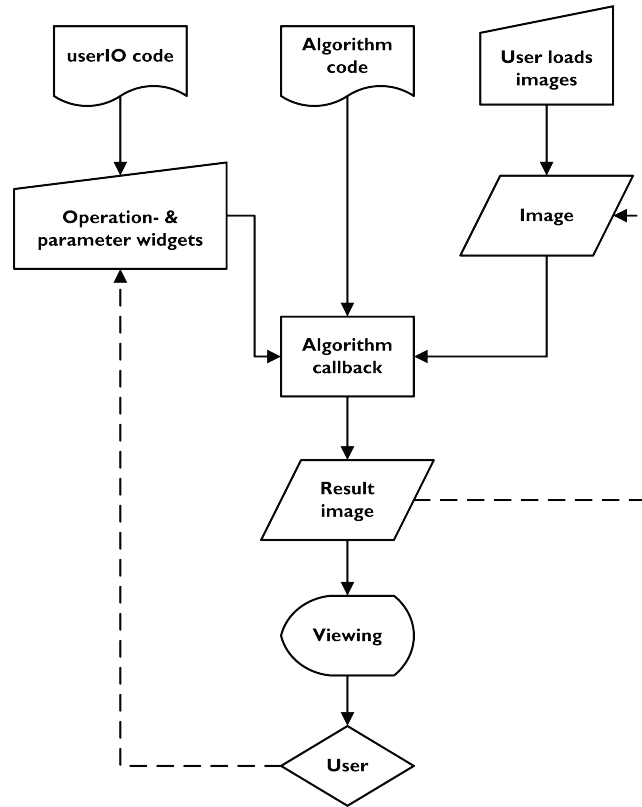 userIO code
Algorithm
code
User loads
images
Operation- &
parameter widgets
Image
Algorithm
callback
Result
image
Viewing
User